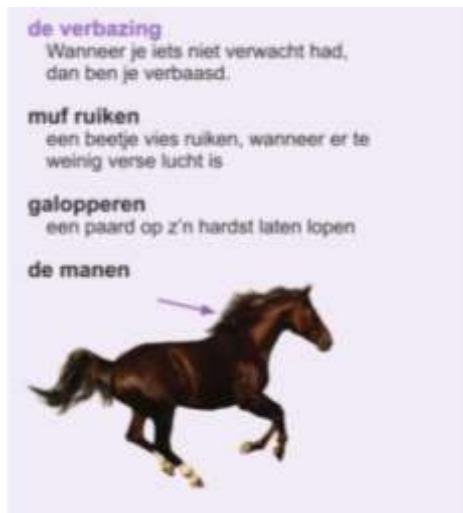 de verbazing
Wanneer je iets niet verwacht had,
dan ben je verbaasd.
muf ruiken
een beetje vies ruiken, wanneer er te
weinig verse lucht is
galopperen
een paard op z'n hardst laten lopen
de manen